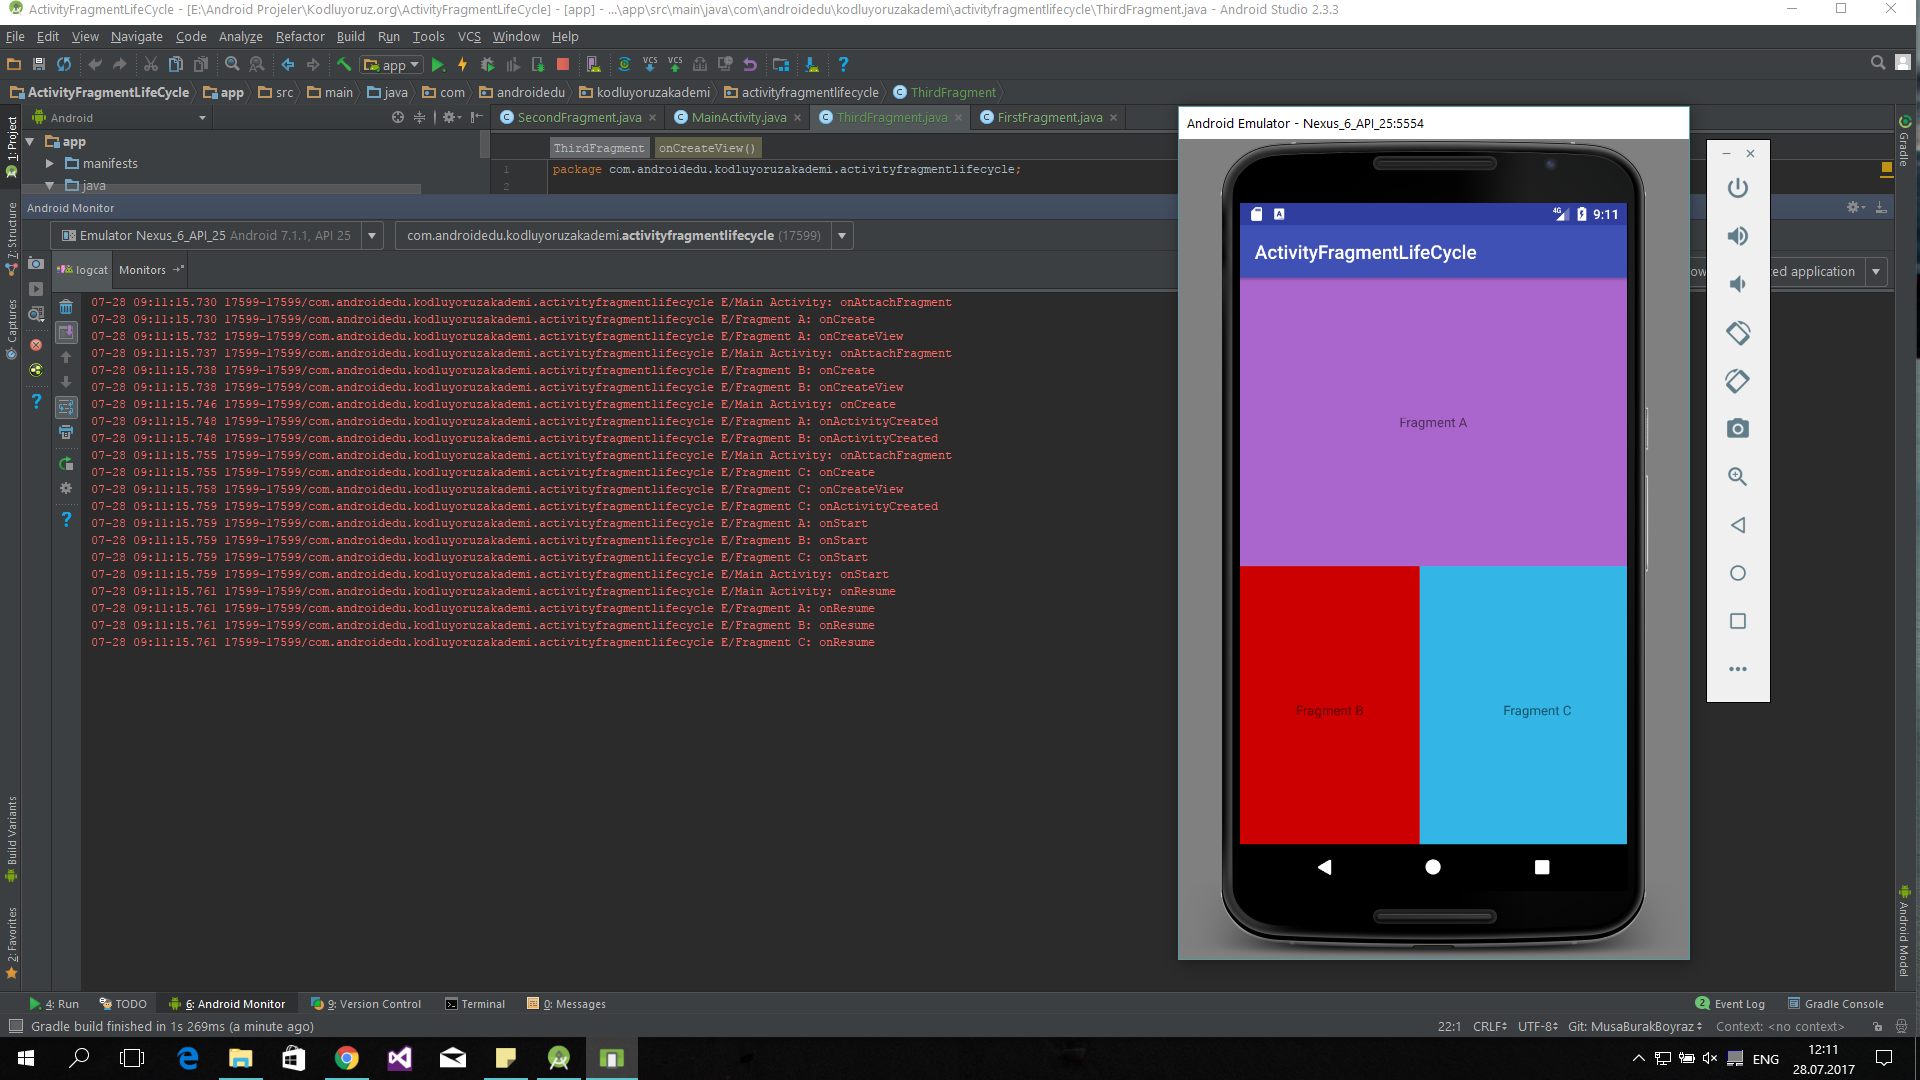 ActivityFragmentLifeCycle - [E:\Android Projeler\Kodluyoruz.org\ActivityFragmentLifeCycle] - [app] - ...\app\src\main\java\com\androidedu\kodluyoruzakademi\activityfragmentlifecycle\ThirdFragment.java - Android Studio 2.3.3
File Edit View Navigate Code Analyze Refactor Build Run Tools VCS Window Help
app VCS VCS ?
ActivityFragmentLifeCycle app src main java com androidedu kodluyoruzakademi activityfragmentlifecycle ThirdFragment
Android
SecondFragment.java MainActivity.java ThirdFragment.java FirstFragment.java
app
manifests
java
ThirdFragment onCreateView()
1 package com.androidedu.kodluyoruzakademi.activityfragmentlifecycle;
2
Android Monitor
Emulator Nexus_6_API_25 Android 7.1.1, API 25
com.androidedu.kodluyoruzakademi.activityfragmentlifecycle (17599)
logcat Monitors
07-28 09:11:15.730 17599-17599/com.androidedu.kodluyoruzakademi.activityfragmentlifecycle E/Main Activity: onAttachFragment
07-28 09:11:15.730 17599-17599/com.androidedu.kodluyoruzakademi.activityfragmentlifecycle E/Fragment A: onCreate
07-28 09:11:15.732 17599-17599/com.androidedu.kodluyoruzakademi.activityfragmentlifecycle E/Fragment A: onCreateView
07-28 09:11:15.737 17599-17599/com.androidedu.kodluyoruzakademi.activityfragmentlifecycle E/Main Activity: onAttachFragment
07-28 09:11:15.738 17599-17599/com.androidedu.kodluyoruzakademi.activityfragmentlifecycle E/Fragment B: onCreate
07-28 09:11:15.738 17599-17599/com.androidedu.kodluyoruzakademi.activityfragmentlifecycle E/Fragment B: onCreateView
07-28 09:11:15.746 17599-17599/com.androidedu.kodluyoruzakademi.activityfragmentlifecycle E/Main Activity: onCreate
07-28 09:11:15.748 17599-17599/com.androidedu.kodluyoruzakademi.activityfragmentlifecycle E/Fragment A: onActivityCreated
07-28 09:11:15.748 17599-17599/com.androidedu.kodluyoruzakademi.activityfragmentlifecycle E/Fragment B: onActivityCreated
07-28 09:11:15.755 17599-17599/com.androidedu.kodluyoruzakademi.activityfragmentlifecycle E/Main Activity: onAttachFragment
07-28 09:11:15.755 17599-17599/com.androidedu.kodluyoruzakademi.activityfragmentlifecycle E/Fragment C: onCreate
07-28 09:11:15.758 17599-17599/com.androidedu.kodluyoruzakademi.activityfragmentlifecycle E/Fragment C: onCreateView
07-28 09:11:15.759 17599-17599/com.androidedu.kodluyoruzakademi.activityfragmentlifecycle E/Fragment C: onActivityCreated
07-28 09:11:15.759 17599-17599/com.androidedu.kodluyoruzakademi.activityfragmentlifecycle E/Fragment A: onStart
07-28 09:11:15.759 17599-17599/com.androidedu.kodluyoruzakademi.activityfragmentlifecycle E/Fragment B: onStart
07-28 09:11:15.759 17599-17599/com.androidedu.kodluyoruzakademi.activityfragmentlifecycle E/Fragment C: onStart
07-28 09:11:15.759 17599-17599/com.androidedu.kodluyoruzakademi.activityfragmentlifecycle E/Main Activity: onStart
07-28 09:11:15.761 17599-17599/com.androidedu.kodluyoruzakademi.activityfragmentlifecycle E/Main Activity: onResume
07-28 09:11:15.761 17599-17599/com.androidedu.kodluyoruzakademi.activityfragmentlifecycle E/Fragment A: onResume
07-28 09:11:15.761 17599-17599/com.androidedu.kodluyoruzakademi.activityfragmentlifecycle E/Fragment B: onResume
07-28 09:11:15.761 17599-17599/com.androidedu.kodluyoruzakademi.activityfragmentlifecycle E/Fragment C: onResume
Android Emulator - Nexus_6_API_25:5554
4G 9:11
ActivityFragmentLifeCycle
Fragment A
Fragment B
Fragment C
application
1: Project
7: Structure
Captures
Build Variants
2: Favorites
Gradle
Android Model
4: Run TODO 6: Android Monitor 9: Version Control Terminal 0: Messages
2 Event Log Gradle Console
Gradle build finished in 1s 269ms (a minute ago)
22:1 CRLF UTF-8 Git: MusaBurakBoyraz Context: <no context>
ENG
12:11
28.07.2017